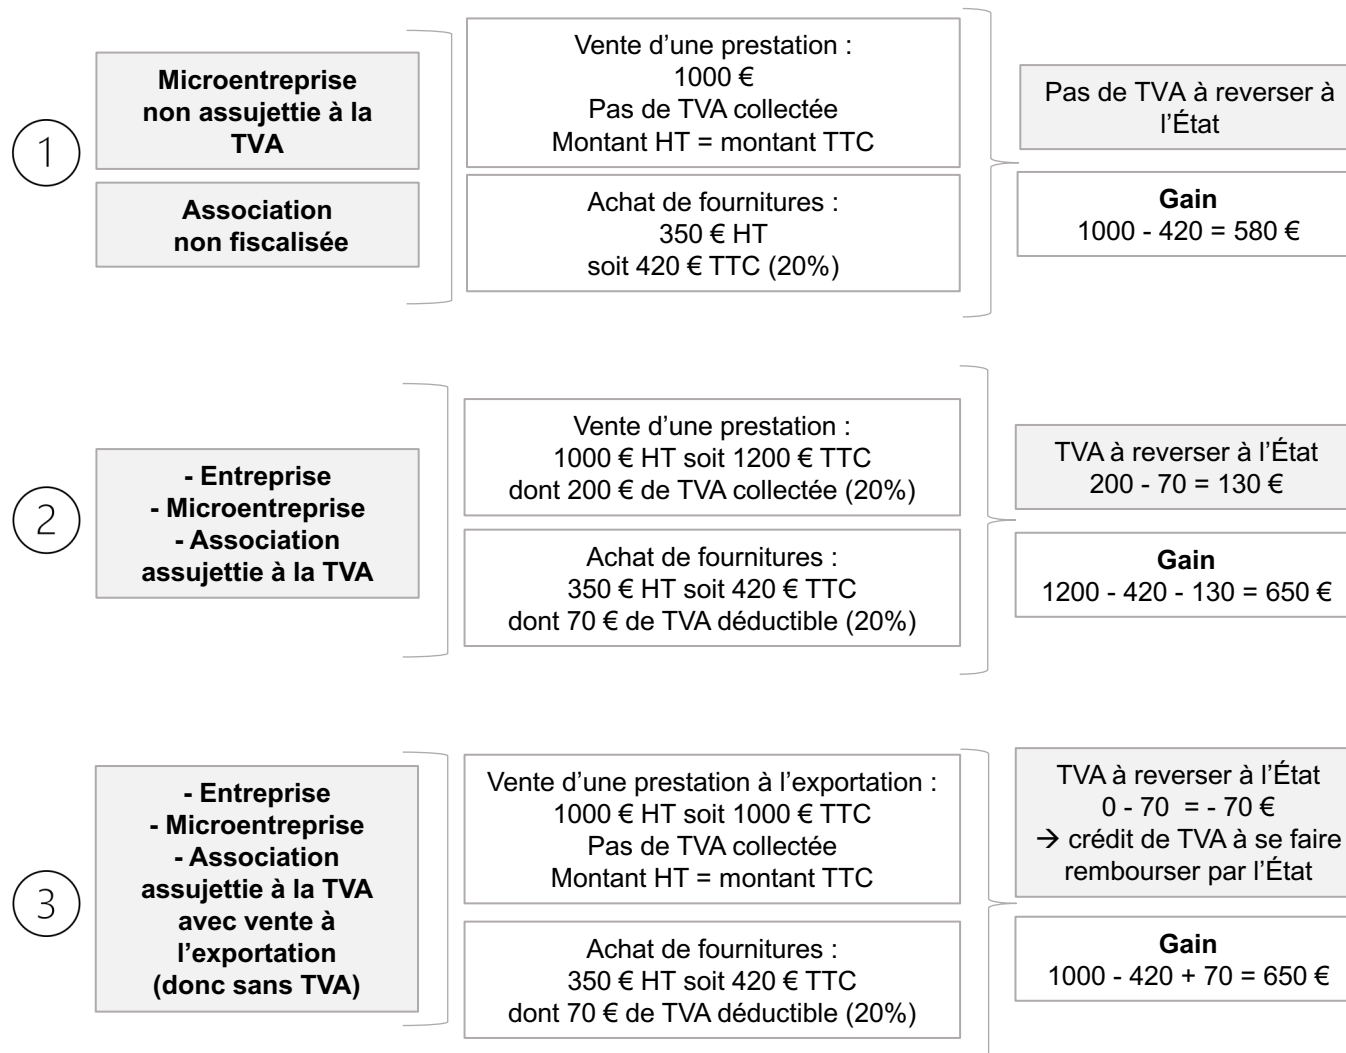 1
Microentreprise
non assujettie à la
TVA
Association
non fiscalisée
Vente d’une prestation :
1000 €
Pas de TVA collectée
Montant HT = montant TTC
Achat de fournitures :
350 € HT
soit 420 € TTC (20%)
Pas de TVA à reverser à
l’État
Gain
1000 - 420 = 580 €
2
- Entreprise
- Microentreprise
- Association
assujettie à la TVA
Vente d’une prestation :
1000 € HT soit 1200 € TTC
dont 200 € de TVA collectée (20%)
Achat de fournitures :
350 € HT soit 420 € TTC
dont 70 € de TVA déductible (20%)
TVA à reverser à l’État
200 - 70 = 130 €
Gain
1200 - 420 - 130 = 650 €
3
- Entreprise
- Microentreprise
- Association
assujettie à la TVA
avec vente à
l’exportation
(donc sans TVA)
Vente d’une prestation à l’exportation :
1000 € HT soit 1000 € TTC
Pas de TVA collectée
Montant HT = montant TTC
Achat de fournitures :
350 € HT soit 420 € TTC
dont 70 € de TVA déductible (20%)
TVA à reverser à l’État
0 - 70  = - 70 €
→ crédit de TVA à se faire
rembourser par l’État
Gain
1000 - 420 + 70 = 650 €